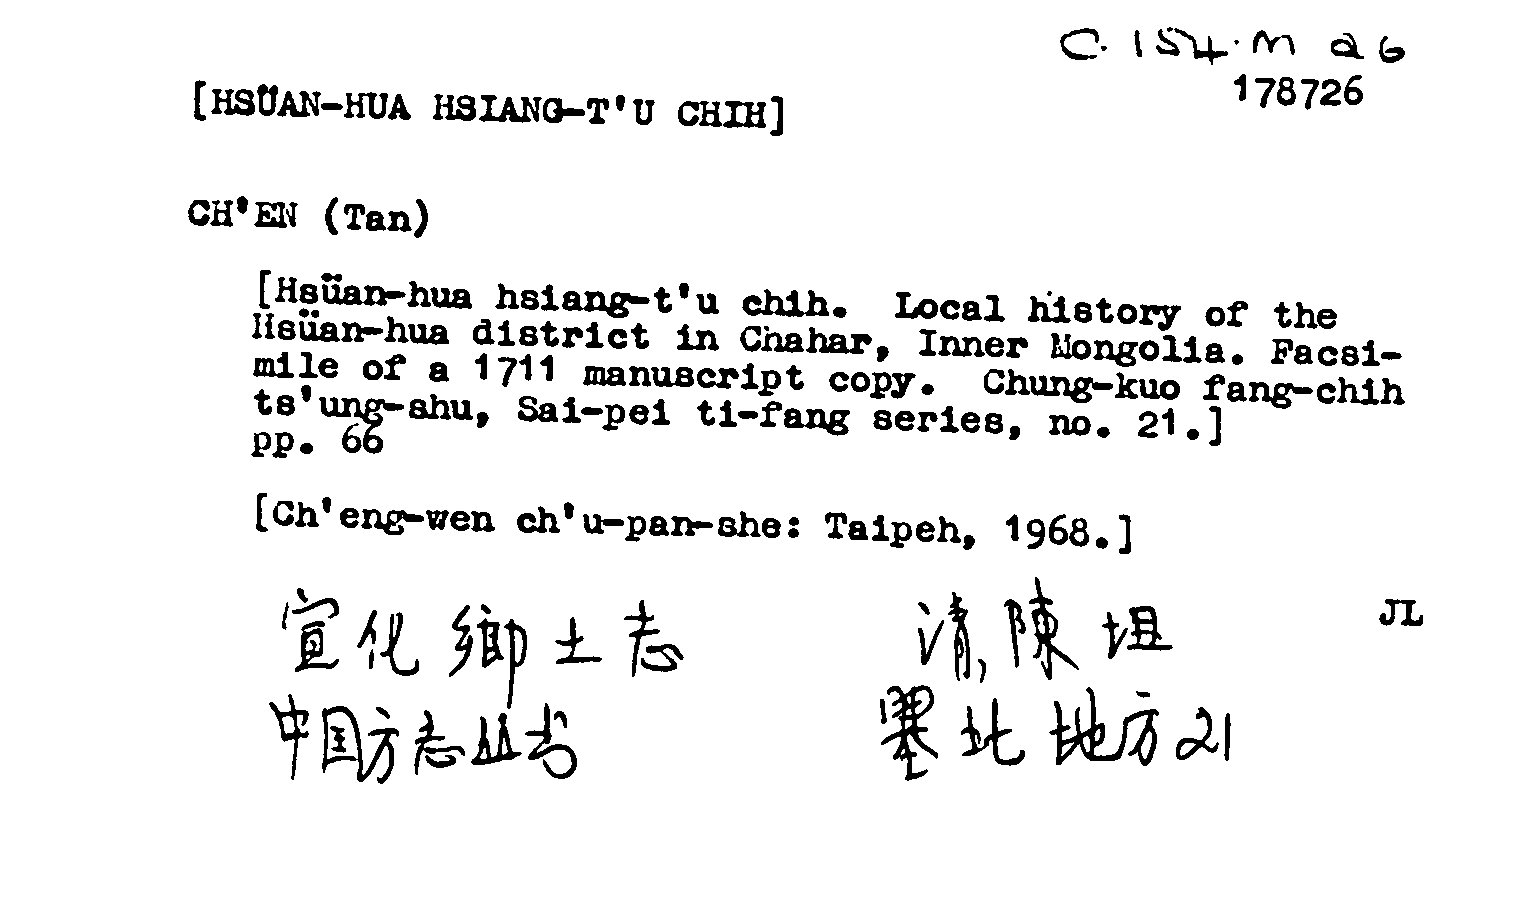 C. 154. M a 6
178726
[HSÜAN-HUA HSIANG-T'U CHIH]
CH'EN (Tan)
[Hsüan-hua hsiang-t'u chih. Local history of the
Hsüan-hua district in Chahar, Inner Mongolia. Facsi-
mile of a 1711 manuscript copy. Chung-kuo fang-chih
ts'ung-shu, Sai-pei ti-fang series, no. 21.]
pp. 66
[Ch'eng-wen ch'u-pan-she: Taipeh, 1968.]
JL
宣化鄉土志 清,陳坦
中国方志丛书 塞北地方21